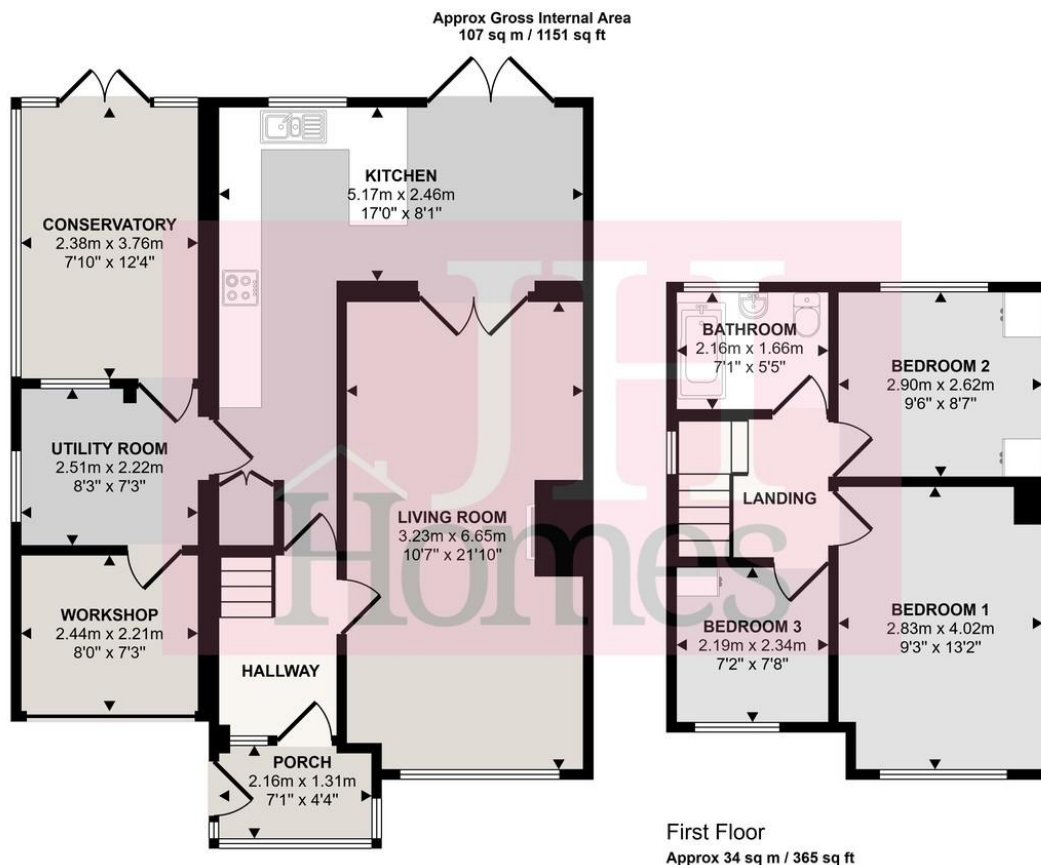 Approx Gross Internal Area
107 sq m / 1151 sq ft
CONSERVATORY
2.38m x 3.76m
7'10" x 12'4"
KITCHEN
5.17m x 2.46m
17'0" x 8'1"
UTILITY ROOM
2.51m x 2.22m
8'3" x 7'3"
LIVING ROOM
3.23m x 6.65m
10'7" x 21'10"
WORKSHOP
2.44m x 2.21m
8'0" x 7'3"
HALLWAY
PORCH
2.16m x 1.31m
7'1" x 4'4"
BATHROOM
2.16m x 1.66m
7'1" x 5'5"
BEDROOM 2
2.90m x 2.62m
9'6" x 8'7"
LANDING
BEDROOM 3
2.19m x 2.34m
7'2" x 7'8"
BEDROOM 1
2.83m x 4.02m
9'3" x 13'2"
First Floor
Approx 34 sq m / 365 sq ft
JH
Homes